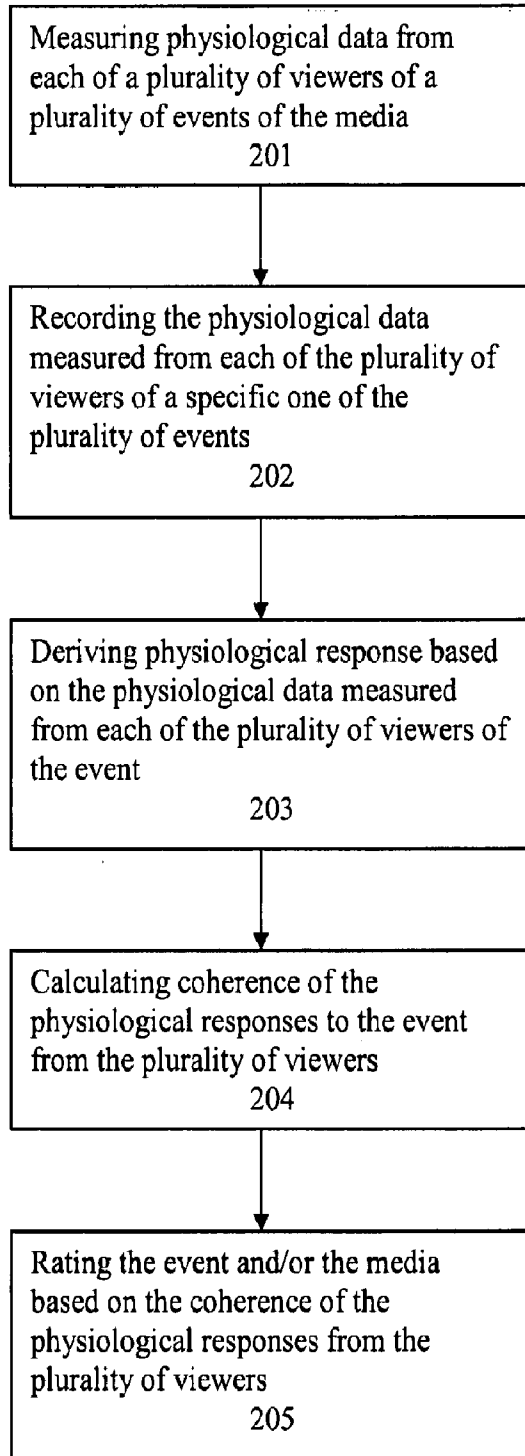 Measuring physiological data from
each of a plurality of viewers of a
plurality of events of the media
201
Recording the physiological data
measured from each of the plurality of
viewers of a specific one of the
plurality of events
202
Deriving physiological response based
on the physiological data measured
from each of the plurality of viewers of
the event
203
Calculating coherence of the
physiological responses to the event
from the plurality of viewers
204
Rating the event and/or the media
based on the coherence of the
physiological responses from the
plurality of viewers
205